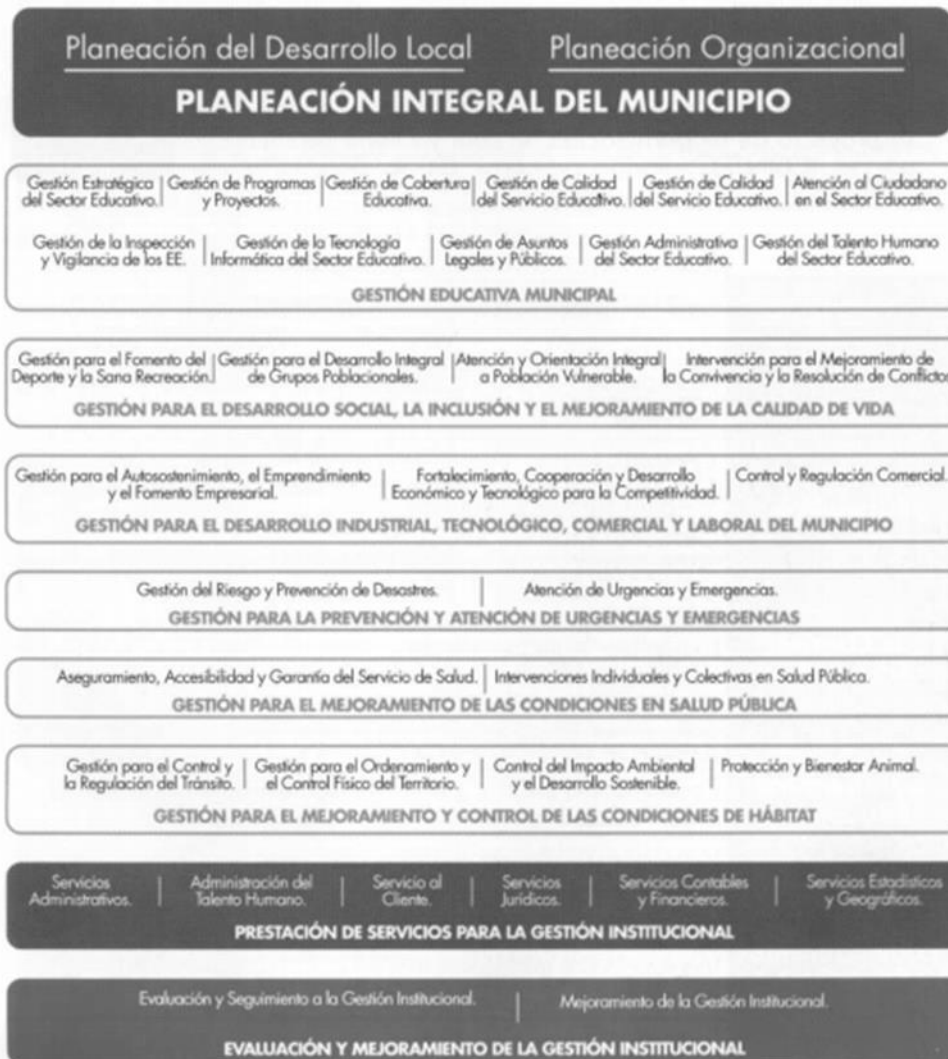 Planeación del Desarrollo Local Planeación Organizacional
PLANEACIÓN INTEGRAL DEL MUNICIPIO
Gestión Estratégica | Gestión de Programas | Gestión de Cobertura | Gestión de Calidad | Gestión de Calidad | Atención al Ciudadano
del Sector Educativo. | y Proyectos. | Educativa. | del Servicio Educativo. | del Servicio Educativo. | en el Sector Educativo.
Gestión de la Inspección | Gestión de la Tecnología | Gestión de Asuntos | Gestión Administrativa | Gestión del Talento Humano
y Vigilancia de los EE. | Informática del Sector Educativo. | Legales y Públicos. | del Sector Educativo. | del Sector Educativo.
GESTIÓN EDUCATIVA MUNICIPAL
Gestión para el Fomento del | Gestión para el Desarrollo Integral | Atención y Orientación Integral | Intervención para el Mejoramiento de
Deporte y la Sana Recreación. | de Grupos Poblacionales. | a Población Vulnerable. | la Convivencia y la Resolución de Conflictos
GESTIÓN PARA EL DESARROLLO SOCIAL, LA INCLUSIÓN Y EL MEJORAMIENTO DE LA CALIDAD DE VIDA
Gestión para el Autosostenimiento, el Emprendimiento | Fortalecimiento, Cooperación y Desarrollo | Control y Regulación Comercial.
y el Fomento Empresarial. | Económico y Tecnológico para la Competitividad.
GESTIÓN PARA EL DESARROLLO INDUSTRIAL, TECNOLÓGICO, COMERCIAL Y LABORAL DEL MUNICIPIO
Gestión del Riesgo y Prevención de Desastres. | Atención de Urgencias y Emergencias.
GESTIÓN PARA LA PREVENCIÓN Y ATENCIÓN DE URGENCIAS Y EMERGENCIAS
Aseguramiento, Accesibilidad y Garantía del Servicio de Salud. | Intervenciones Individuales y Colectivas en Salud Pública.
GESTIÓN PARA EL MEJORAMIENTO DE LAS CONDICIONES EN SALUD PÚBLICA
Gestión para el Control y | Gestión para el Ordenamiento y | Control del Impacto Ambiental | Protección y Bienestar Animal.
la Regulación del Tránsito. | el Control Físico del Territorio. | y el Desarrollo Sostenible.
GESTIÓN PARA EL MEJORAMIENTO Y CONTROL DE LAS CONDICIONES DE HÁBITAT
Servicios | Administración del | Servicio al | Servicios | Servicios Contables | Servicios Estadísticos
Administrativos. | Talento Humano. | Cliente. | Jurídicos. | y Financieros. | y Geográficos.
PRESTACIÓN DE SERVICIOS PARA LA GESTIÓN INSTITUCIONAL
Evaluación y Seguimiento a la Gestión Institucional. | Mejoramiento de la Gestión Institucional.
EVALUACIÓN Y MEJORAMIENTO DE LA GESTIÓN INSTITUCIONAL